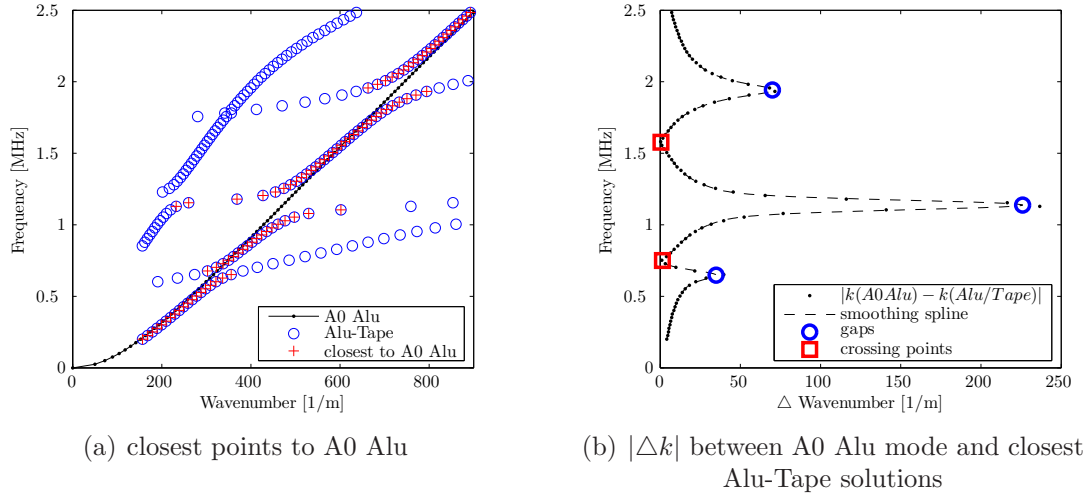 2.5
2
1.5
1
0.5
0
0 200 400 600 800
Frequency [MHz]
Wavenumber [1/m]
A0 Alu
Alu-Tape
closest to A0 Alu
(a) closest points to A0 Alu
2.5
2
1.5
1
0.5
0
0 50 100 150 200 250
Frequency [MHz]
△ Wavenumber [1/m]
|k(A0Alu) − k(Alu/Tape)|
smoothing spline
gaps
crossing points
(b) |△k| between A0 Alu mode and closest
Alu-Tape solutions